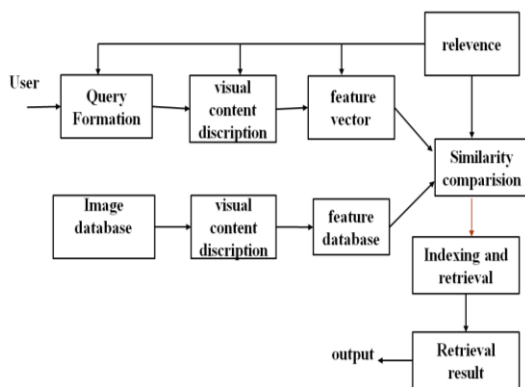 relevence
User
Query
Formation
visual
content
discription
feature
vector
Similarity
comparision
Image
database
visual
content
discription
feature
database
Indexing and
retrieval
output
Retrieval
result